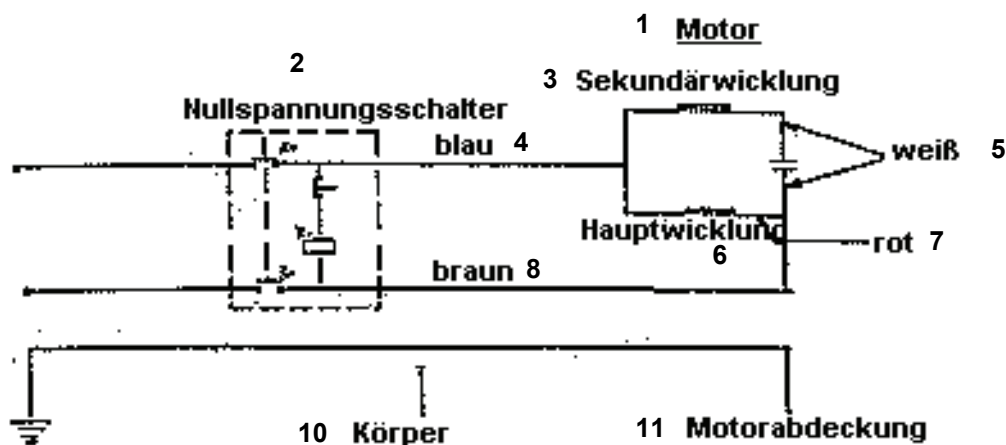 1 Motor
2
3 Sekundärwicklung
Nullspannungsschalter
blau 4
weiß 5
Hauptwicklung
6
rot 7
braun 8
10 Körper
11 Motorabdeckung